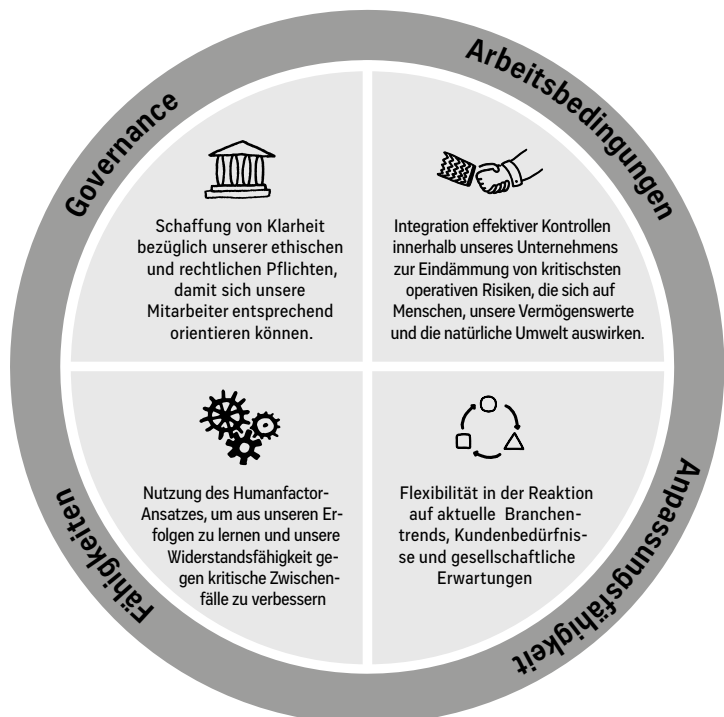 Governance
Schaffung von Klarheit
bezüglich unserer ethischen
und rechtlichen Pflichten,
damit sich unsere
Mitarbeiter entsprechend
orientieren können.
Arbeitsbedingungen
Integration effektiver Kontrollen
innerhalb unseres Unternehmens
zur Eindämmung von kritischsten
operativen Risiken, die sich auf
Menschen, unsere Vermögenswerte
und die natürliche Umwelt auswirken.
Fähigkeiten
Nutzung des Humanfactor-
Ansatzes, um aus unseren Er-
folgen zu lernen und unsere
Widerstandsfähigkeit ge-
gen kritische Zwischen-
fälle zu verbessern
Anpassungsfähigkeit
Flexibilität in der Reaktion
auf aktuelle Branchen-
trends, Kundenbedürfnis-
se und gesellschaftliche
Erwartungen